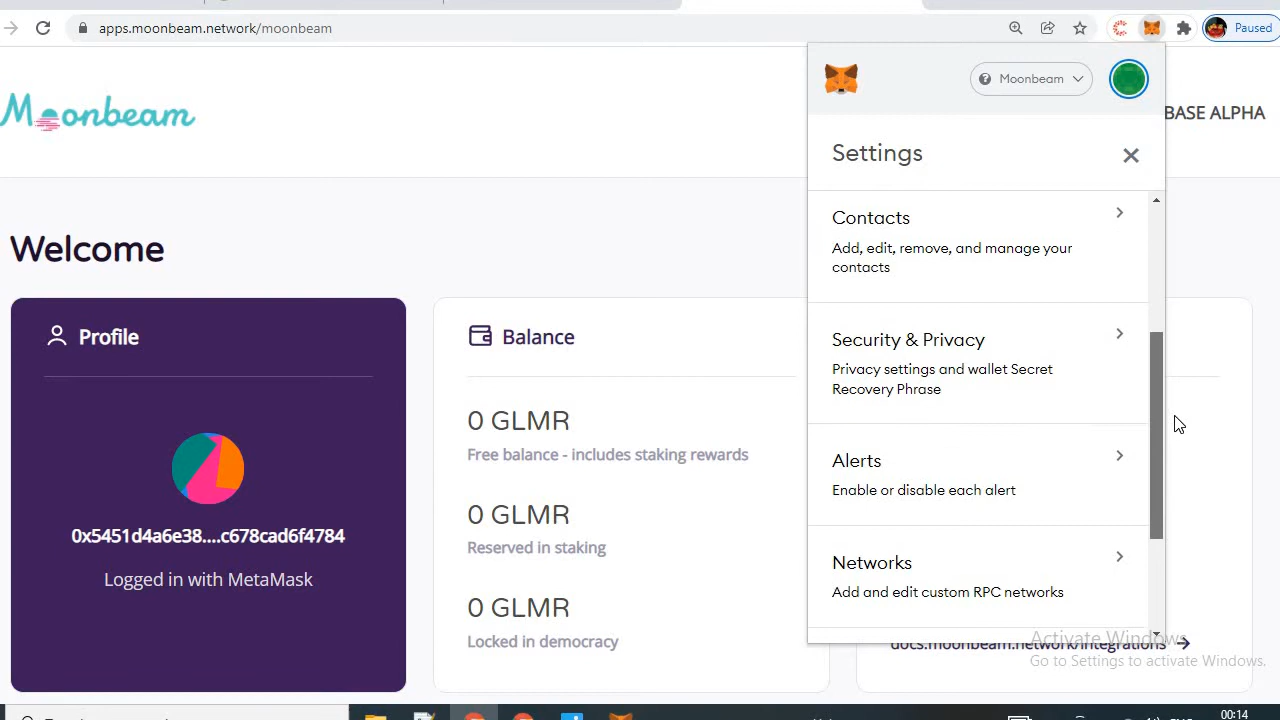 apps.moonbeam.network/moonbeam
Paused
Moonbeam
Moonbeam
BASE ALPHA
Settings
Contacts
Add, edit, remove, and manage your
contacts
Security & Privacy
Privacy settings and wallet Secret
Recovery Phrase
Alerts
Enable or disable each alert
Networks
Add and edit custom RPC networks
Welcome
Profile
0x5451d4a6e38....c678cad6f4784
Logged in with MetaMask
Balance
0 GLMR
Free balance - includes staking rewards
0 GLMR
Reserved in staking
0 GLMR
Locked in democracy
docs.moonbeam.network/integrations
Activate Windows
Go to Settings to activate Windows.
00:14